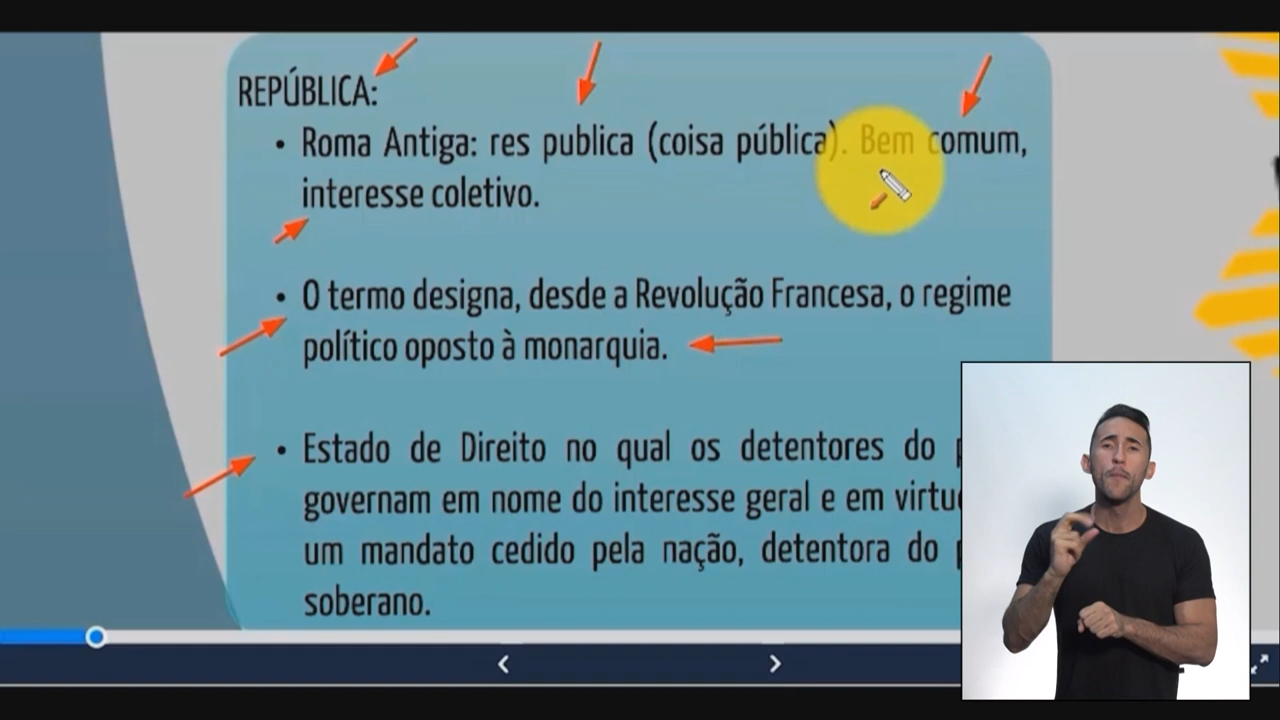 REPÚBLICA:
• Roma Antiga: res publica (coisa pública). Bem comum,
interesse coletivo.
• O termo designa, desde a Revolução Francesa, o regime
político oposto à monarquia.
• Estado de Direito no qual os detentores do
governam em nome do interesse geral e em
um mandato cedido pela nação, detentora do
soberano.